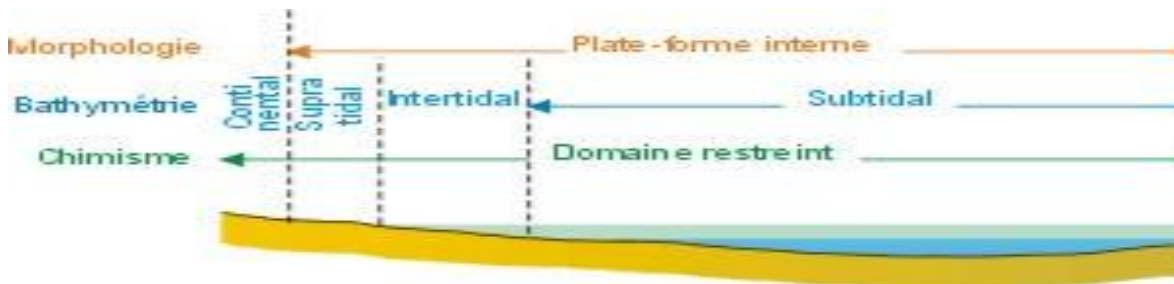 Morphologie Plate-forme interne
Bathymétrie Conti nental Supra tidal Intertidal Subtidal
Chimisme Domaine restreint